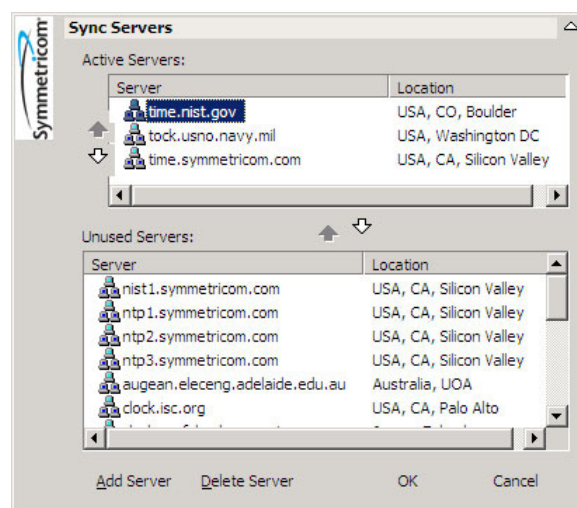 Symmetricom
Sync Servers
Active Servers:
Server Location
time.nist.gov USA, CO, Boulder
tock.usno.navy.mil USA, Washington DC
time.symmetricom.com USA, CA, Silicon Valley
Unused Servers:
Server Location
nist1.symmetricom.com USA, CA, Silicon Valley
ntp1.symmetricom.com USA, CA, Silicon Valley
ntp2.symmetricom.com USA, CA, Silicon Valley
ntp3.symmetricom.com USA, CA, Silicon Valley
augean.eleceng.adelaide.edu.au Australia, UOA
clock.isc.org USA, CA, Palo Alto
Add Server Delete Server OK Cancel